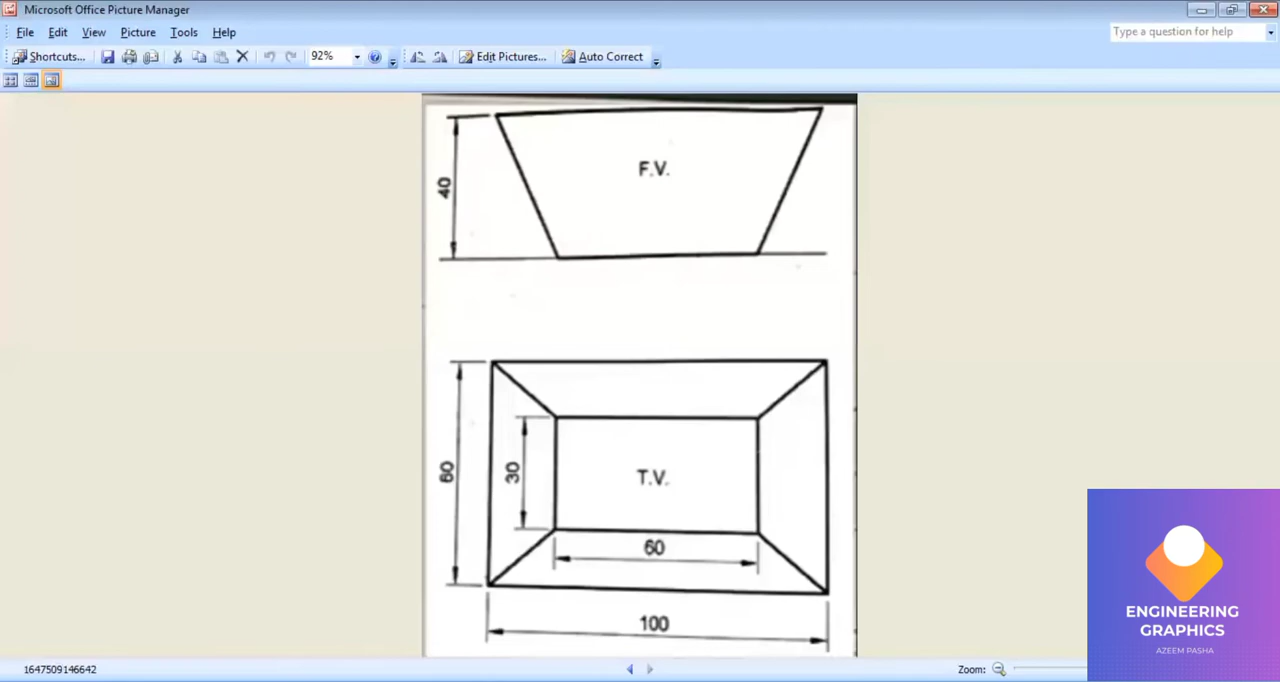 Microsoft Office Picture Manager
File Edit View Picture Tools Help
Type a question for help
Shortcuts...
92%
Edit Pictures...
Auto Correct
F.V.
40
60
30
T.V.
60
100
ENGINEERING
GRAPHICS
AZEEM PASHA
1647509146642
Zoom: